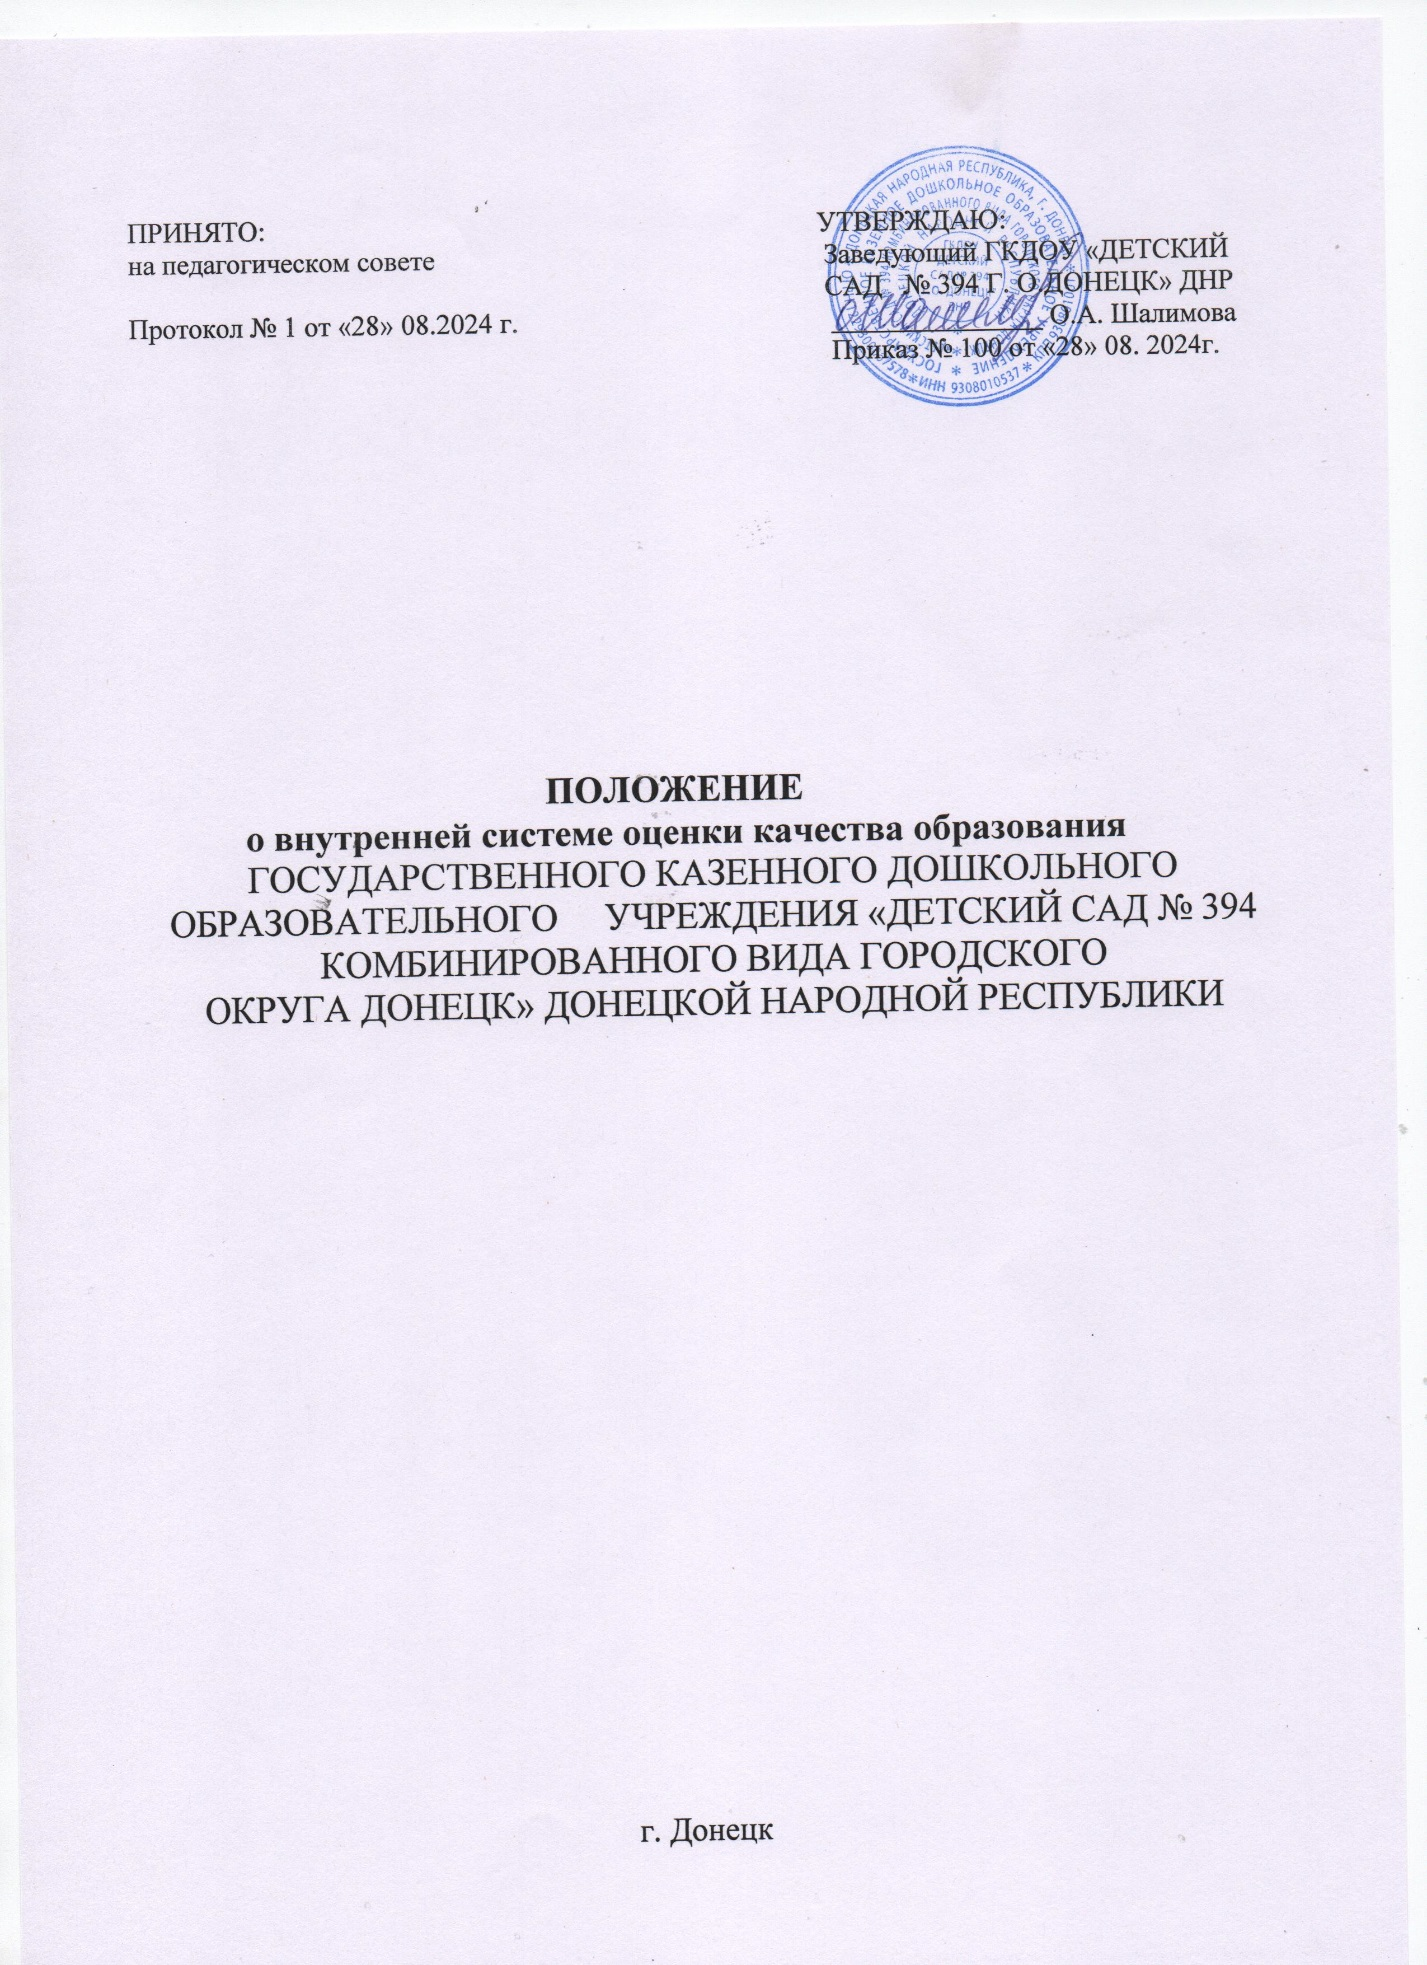 ПРИНЯТО:
на педагогическом совете
Протокол № 1 от «28» 08.2024 г.
УТВЕРЖДАЮ:
Заведующий ГКДОУ «ДЕТСКИЙ
САД № 394 Г. О.ДОНЕЦК» ДНР
О.А. Шалимова
Приказ № 100 от «28» 08. 2024г.
ИНН 9308010537
ПОЛОЖЕНИЕ
о внутренней системе оценки качества образования
ГОСУДАРСТВЕННОГО КАЗЕННОГО ДОШКОЛЬНОГО
ОБРАЗОВАТЕЛЬНОГО УЧРЕЖДЕНИЯ «ДЕТСКИЙ САД № 394
КОМБИНИРОВАННОГО ВИДА ГОРОДСКОГО
ОКРУГА ДОНЕЦК» ДОНЕЦКОЙ НАРОДНОЙ РЕСПУБЛИКИ
г. Донецк